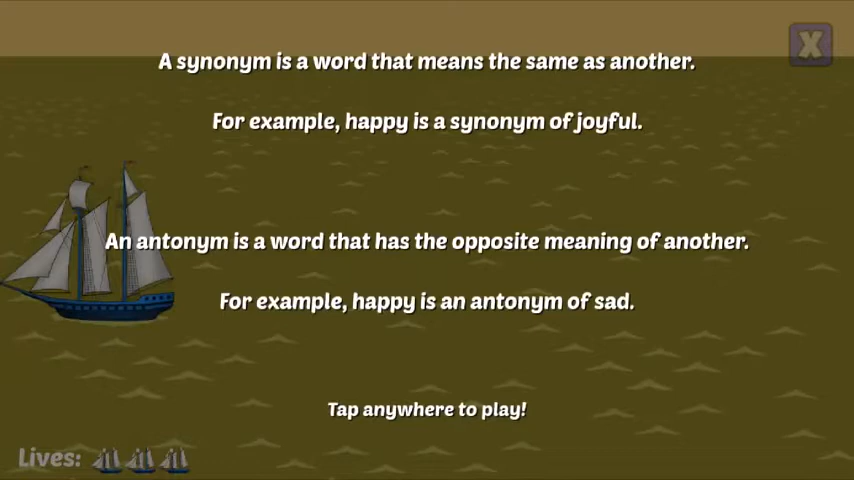 X
A synonym is a word that means the same as another.
For example, happy is a synonym of joyful.
An antonym is a word that has the opposite meaning of another.
For example, happy is an antonym of sad.
Tap anywhere to play!
Lives: